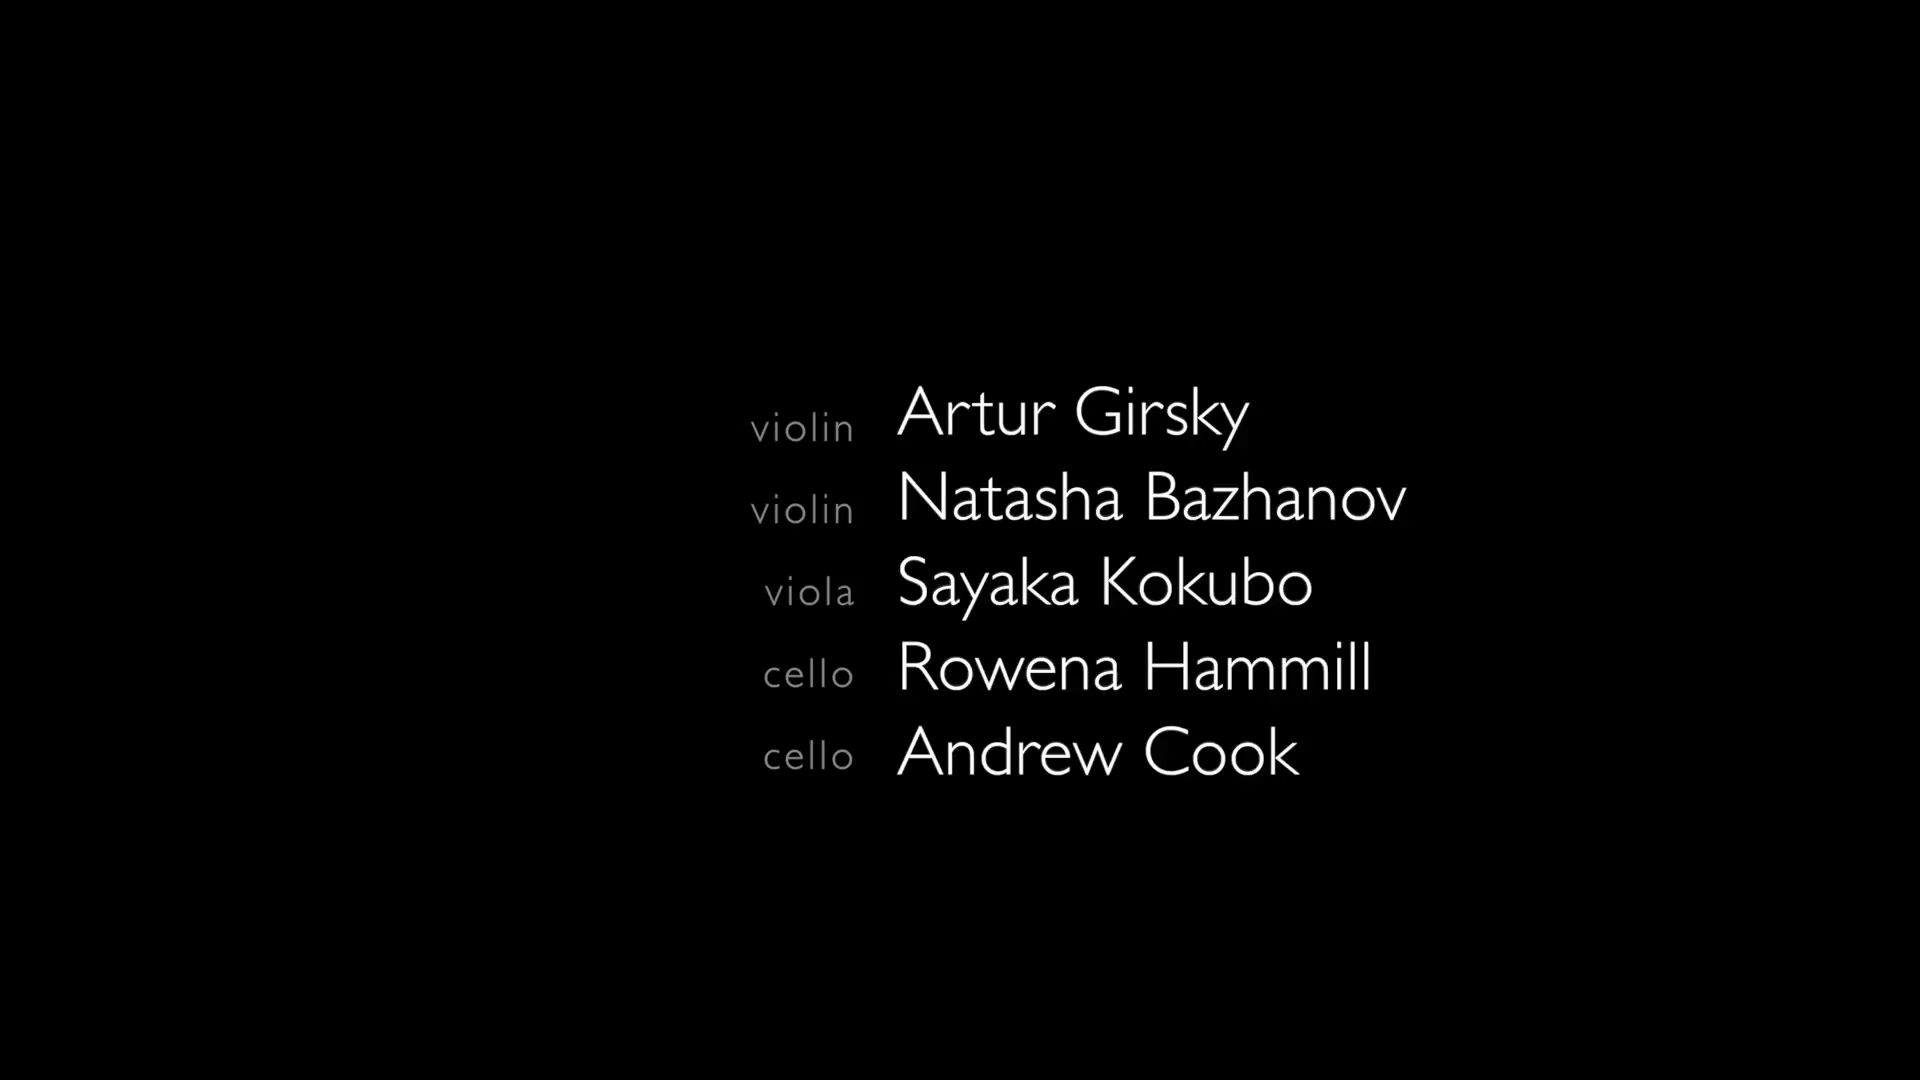 violin Artur Girsky
violin Natasha Bazhanov
viola Sayaka Kokubo
cello Rowena Hammill
cello Andrew Cook